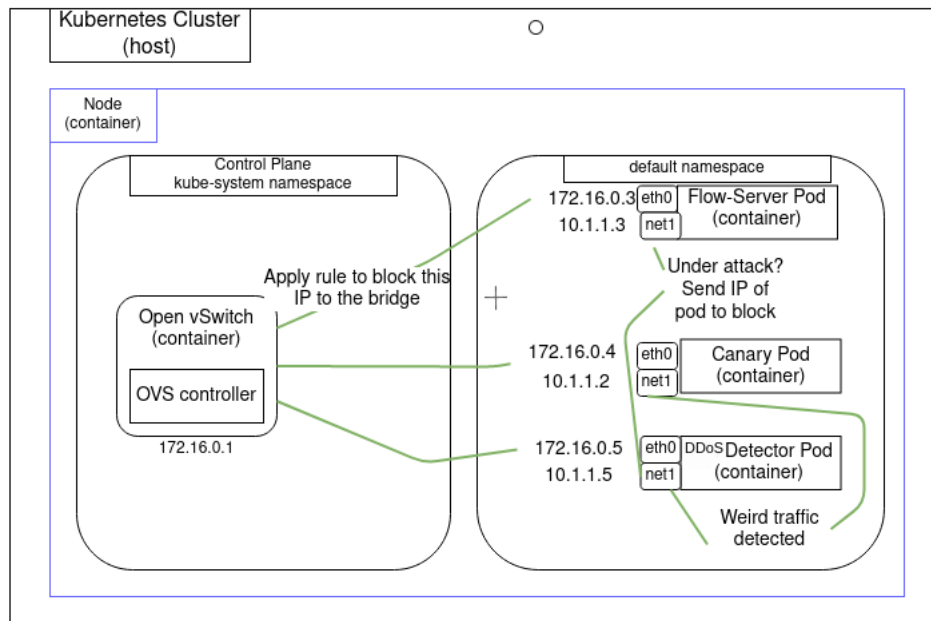 Kubernetes Cluster
(host)
Node
(container)
Control Plane
kube-system namespace
default namespace
172.16.0.3
eth0
Flow-Server Pod
(container)
10.1.1.3
net1
Apply rule to block this
IP to the bridge
Under attack?
Send IP of
pod to block
Open vSwitch
(container)
OVS controller
172.16.0.1
172.16.0.4
eth0
Canary Pod
(container)
10.1.1.2
net1
172.16.0.5
eth0
DDoS Detector Pod
(container)
10.1.1.5
net1
Weird traffic
detected